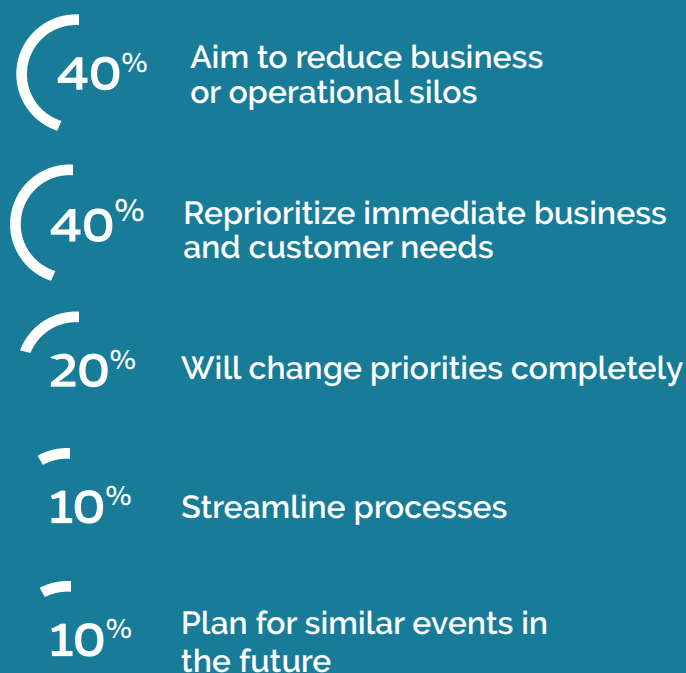 40%
Aim to reduce business
or operational silos
40%
Reprioritize immediate business
and customer needs
20%
Will change priorities completely
10%
Streamline processes
10%
Plan for similar events in
the future